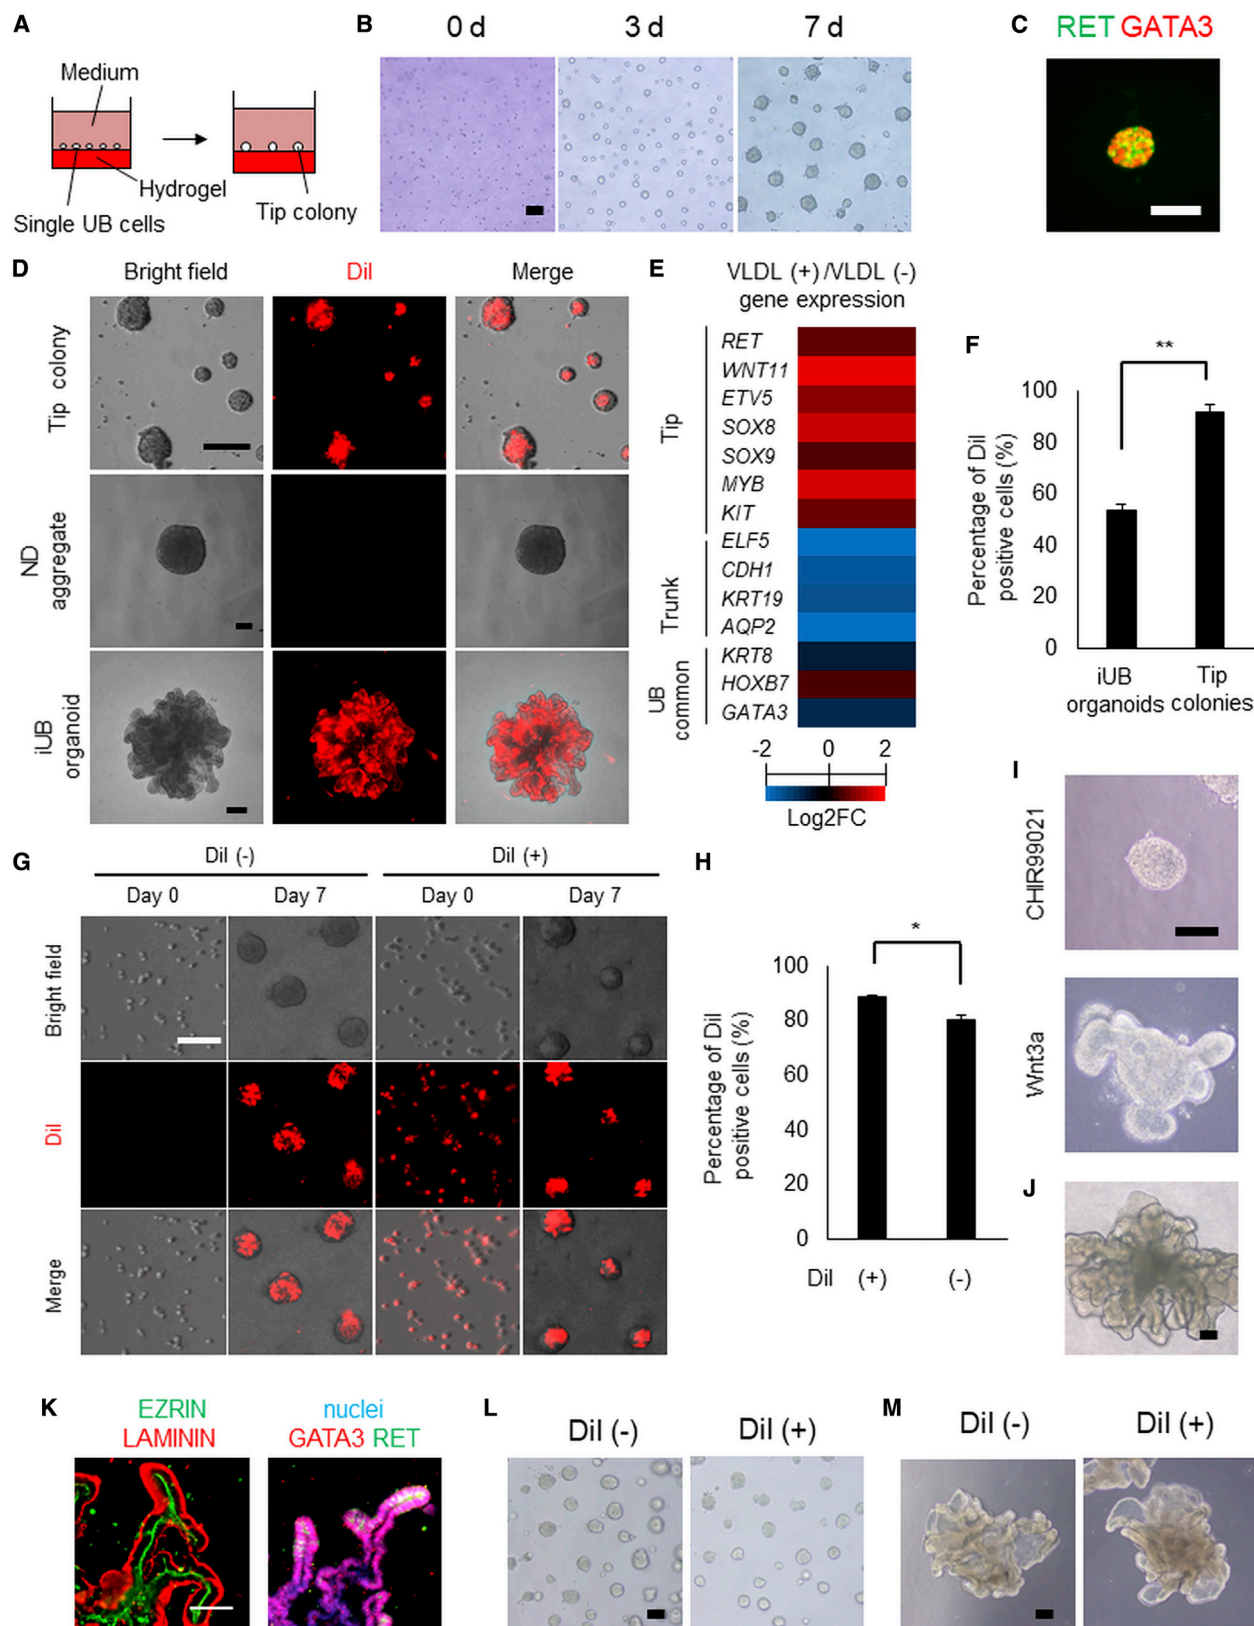 A
Medium
Hydrogel
Single UB cells
Tip colony
B
0 d 3 d 7 d
C
RET GATA3
D
Bright field DiI Merge
Tip colony
ND
aggregate
iUB
organoid
E
VLDL (+) /VLDL (-)
gene expression
Tip
RET
WNT11
ETV5
SOX8
SOX9
MYB
KIT
Trunk
ELF5
CDH1
KRT19
AQP2
UB
common
KRT8
HOXB7
GATA3
-2 0 2
Log2FC
F
**
Percentage of DiI
positive cells (%)
100
80
60
40
20
0
iUB
organoids
Tip
colonies
G
DiI (-) DiI (+)
Day 0 Day 7 Day 0 Day 7
Bright field
DiI
Merge
H
*
Percentage of DiI
positive cells (%)
100
80
60
40
20
0
DiI (+) (-)
I
CHIR99021
Wnt3a
J
K
EZRIN
LAMININ
nuclei
GATA3 RET
L
DiI (-) DiI (+)
M
DiI (-) DiI (+)